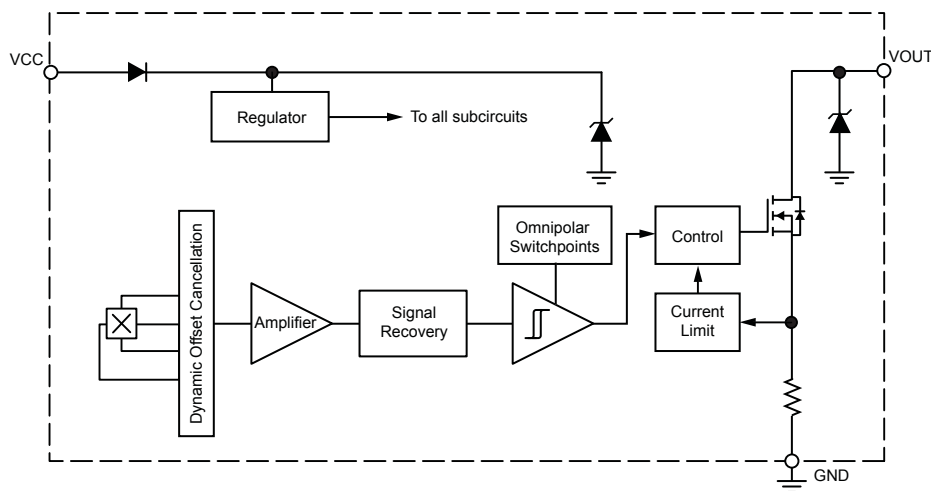 VCC
VOUT
Regulator
To all subcircuits
Dynamic Offset Cancellation
Amplifier
Signal
Recovery
Omnipolar
Switchpoints
Control
Current
Limit
GND